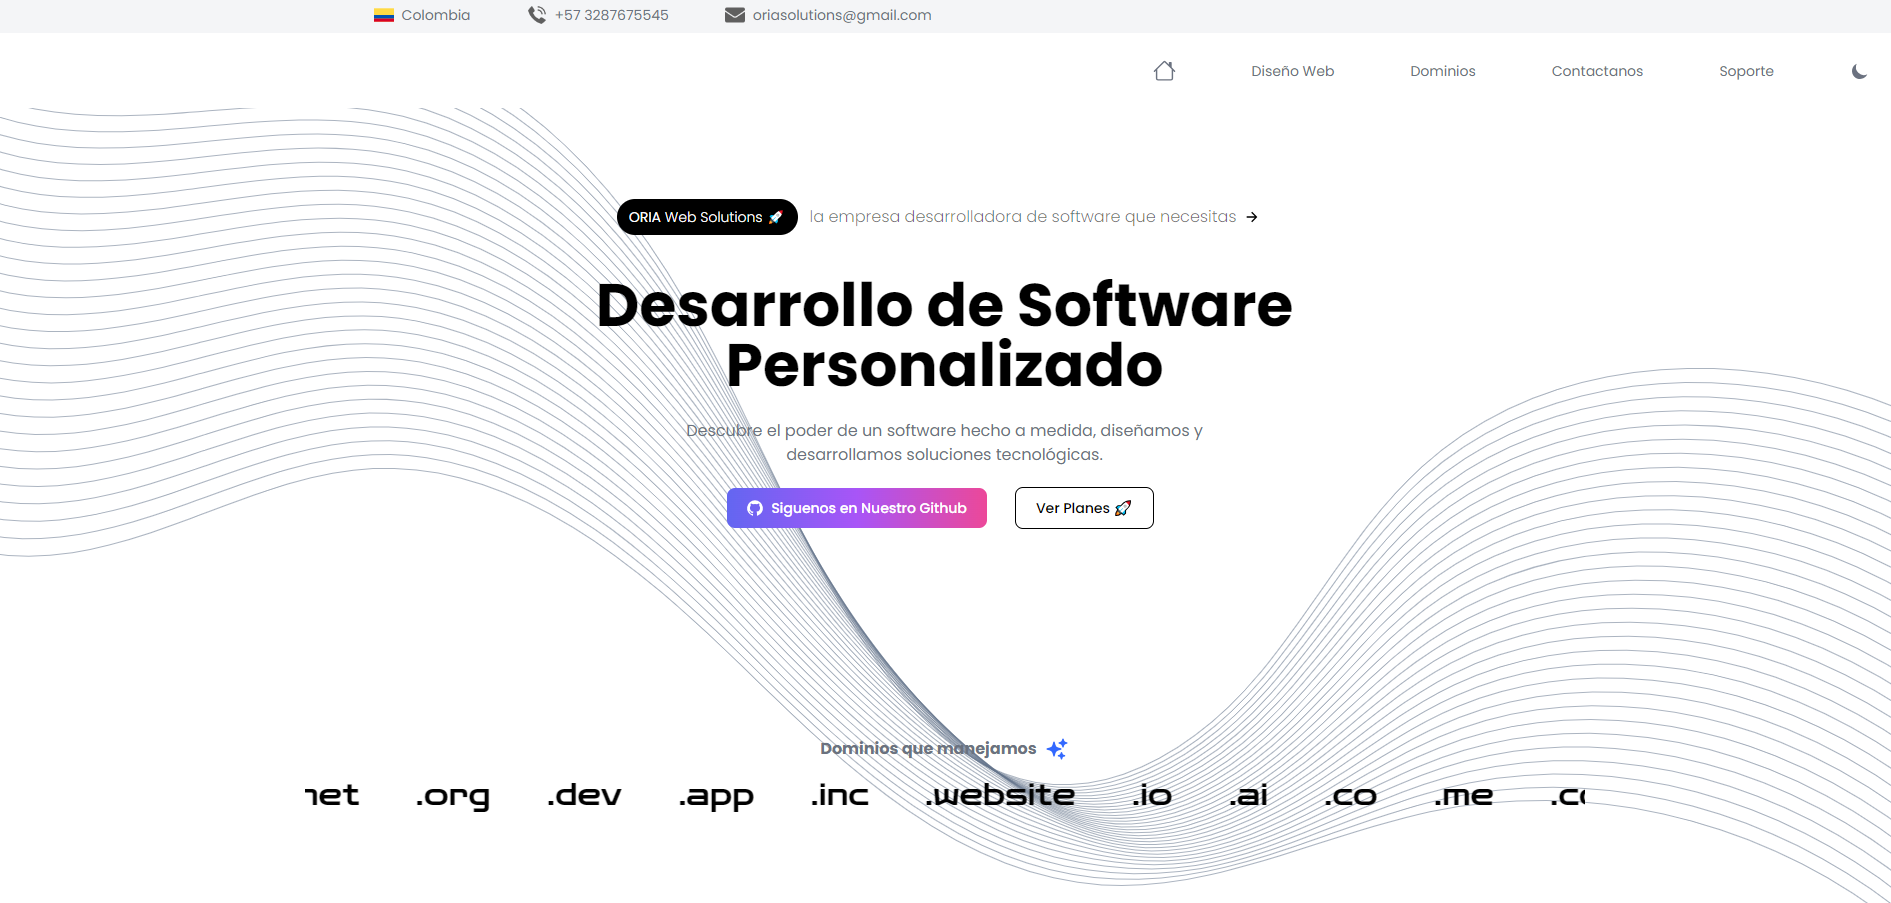 Colombia +57 3287675545 oriasolutions@gmail.com
Diseño Web Dominios Contactanos Soporte
ORIA Web Solutions 🚀 la empresa desarrolladora de software que necesitas →
Desarrollo de Software
Personalizado
Descubre el poder de un software hecho a medida, diseñamos y
desarrollamos soluciones tecnológicas.
Siguenos en Nuestro Github Ver Planes 🚀
Dominios que manejamos
.org .dev .app .inc .website .io .ai .co .me